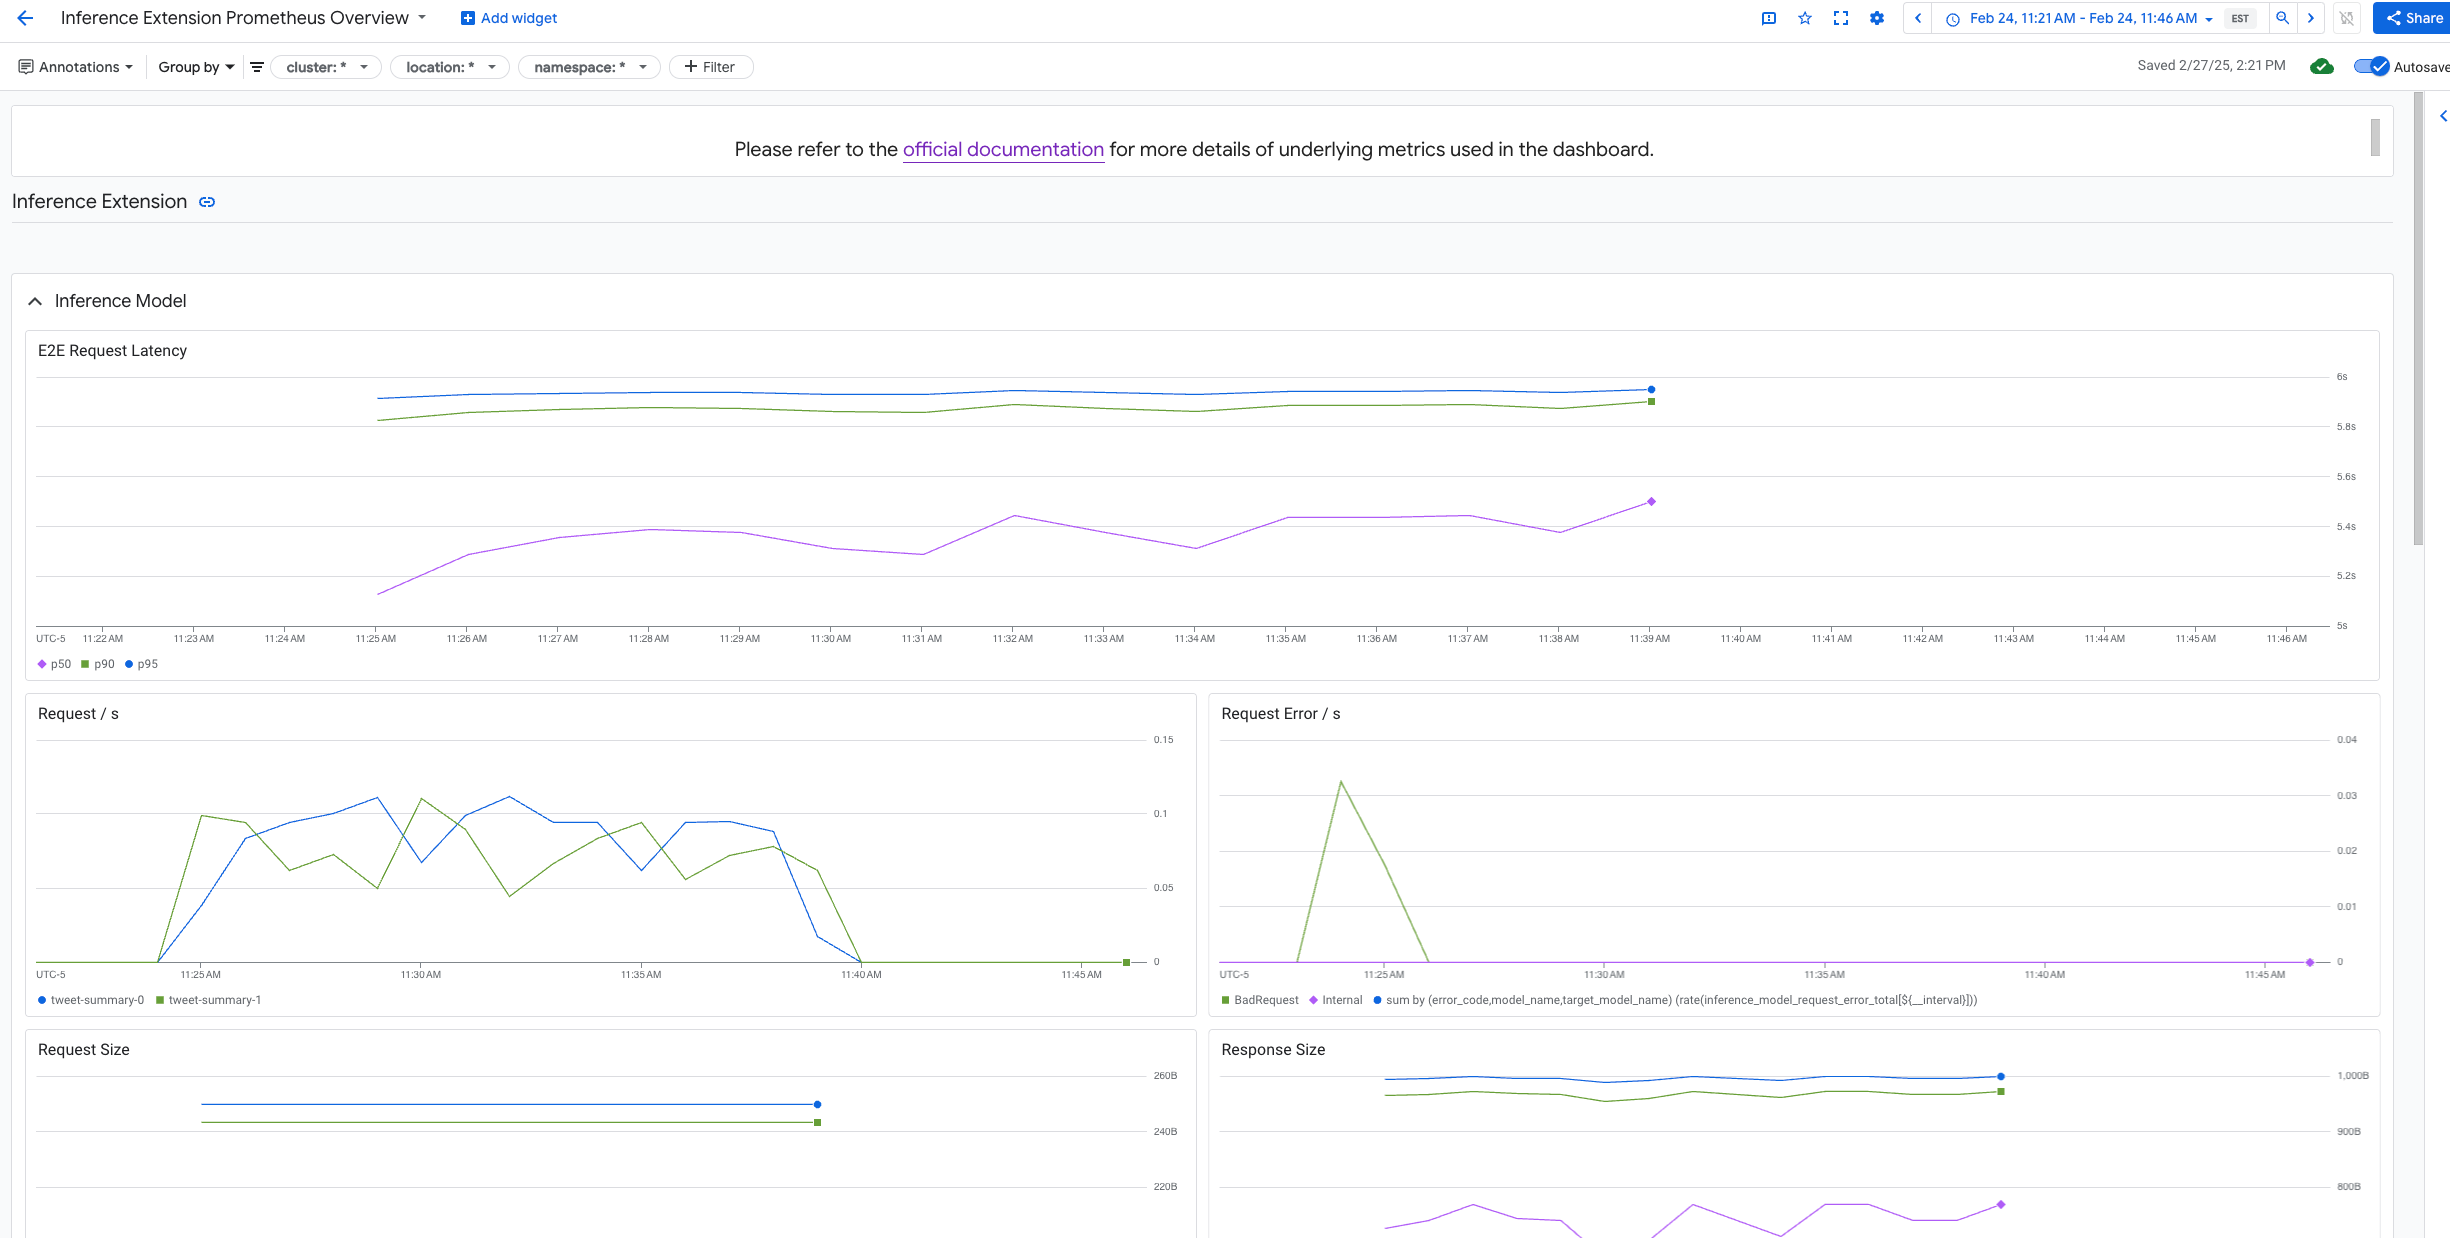 Inference Extension Prometheus Overview
Add widget
Feb 24, 11:21 AM - Feb 24, 11:46 AM
EST
Share
Annotations
Group by
cluster: *
location: *
namespace: *
Filter
Saved 2/27/25, 2:21 PM
Autosave
Please refer to the official documentation for more details of underlying metrics used in the dashboard.
Inference Extension
Inference Model
E2E Request Latency
6s
5.8s
5.6s
5.4s
5.2s
5s
UTC-5 11:22 AM 11:23 AM 11:24 AM 11:25 AM 11:26 AM 11:27 AM 11:28 AM 11:29 AM 11:30 AM 11:31 AM 11:32 AM 11:33 AM 11:34 AM 11:35 AM 11:36 AM 11:37 AM 11:38 AM 11:39 AM 11:40 AM 11:41 AM 11:42 AM 11:43 AM 11:44 AM 11:45 AM 11:46 AM
p50 p90 p95
Request / s
0.15
0.1
0.05
0
UTC-5 11:25 AM 11:30 AM 11:35 AM 11:40 AM 11:45 AM
tweet-summary-0 tweet-summary-1
Request Error / s
0.04
0.03
0.02
0.01
0
UTC-5 11:25 AM 11:30 AM 11:35 AM 11:40 AM 11:45 AM
BadRequest Internal sum by (error_code,model_name,target_model_name) (rate(inference_model_request_error_total[${__interval}]))
Request Size
260B
240B
220B
Response Size
1,000B
900B
800B